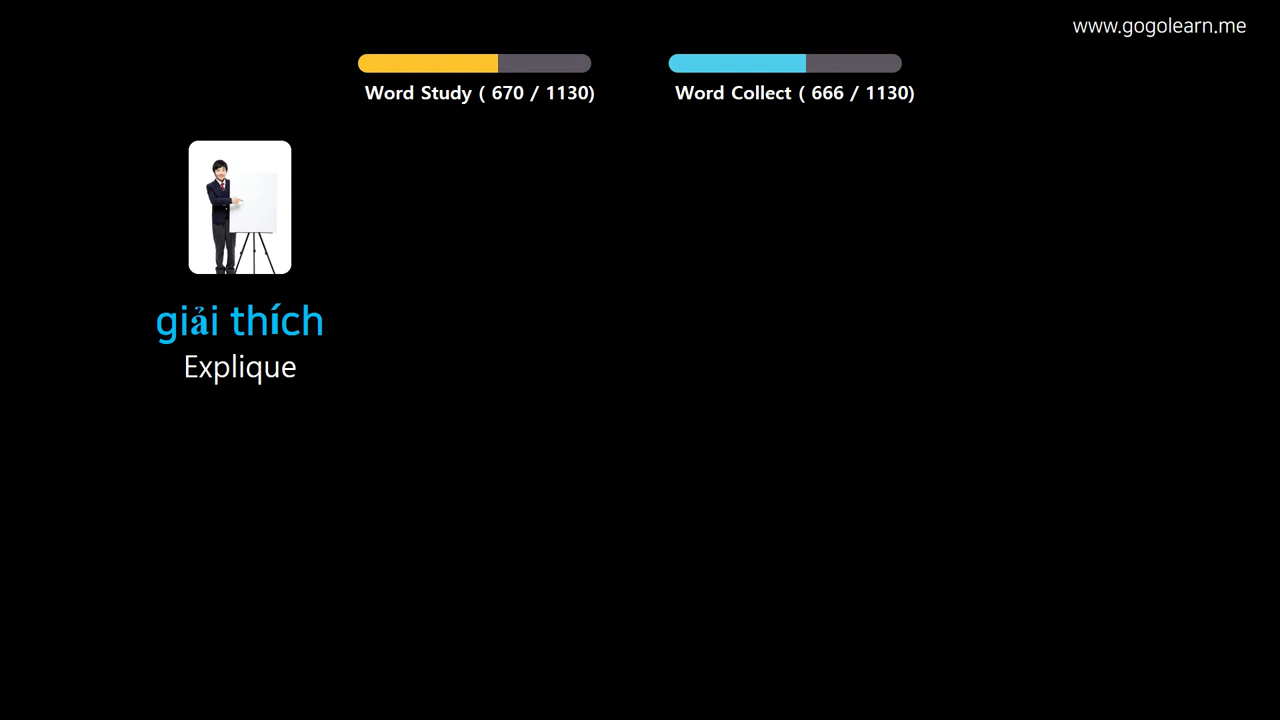 www.gogolearn.me
Word Study ( 670 / 1130)
Word Collect ( 666 / 1130)
giải thích
Explique